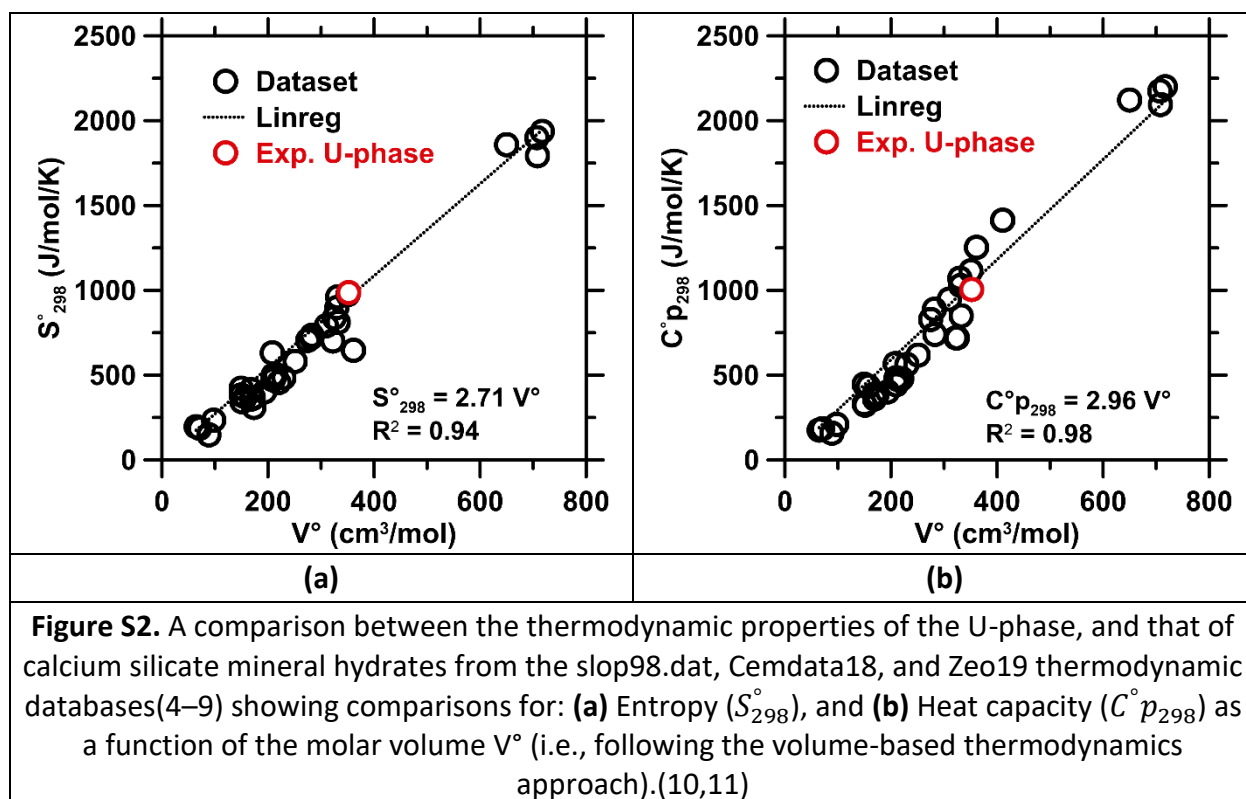 2500
2000
1500
1000
500
0
S°298 (J/mol/K)
Dataset
Linreg
Exp. U-phase
S°298 = 2.71 V°
R2 = 0.94
0 200 400 600 800
V° (cm3/mol)
2500
2000
1500
1000
500
0
C°p298 (J/mol/K)
Dataset
Linreg
Exp. U-phase
C°p298 = 2.96 V°
R2 = 0.98
0 200 400 600 800
V° (cm3/mol)
(a) (b)
Figure S2. A comparison between the thermodynamic properties of the U-phase, and that of
calcium silicate mineral hydrates from the slop98.dat, Cemdata18, and Zeo19 thermodynamic
databases(4–9) showing comparisons for: (a) Entropy (S°298), and (b) Heat capacity (C°p298) as
a function of the molar volume V° (i.e., following the volume-based thermodynamics
approach).(10,11)